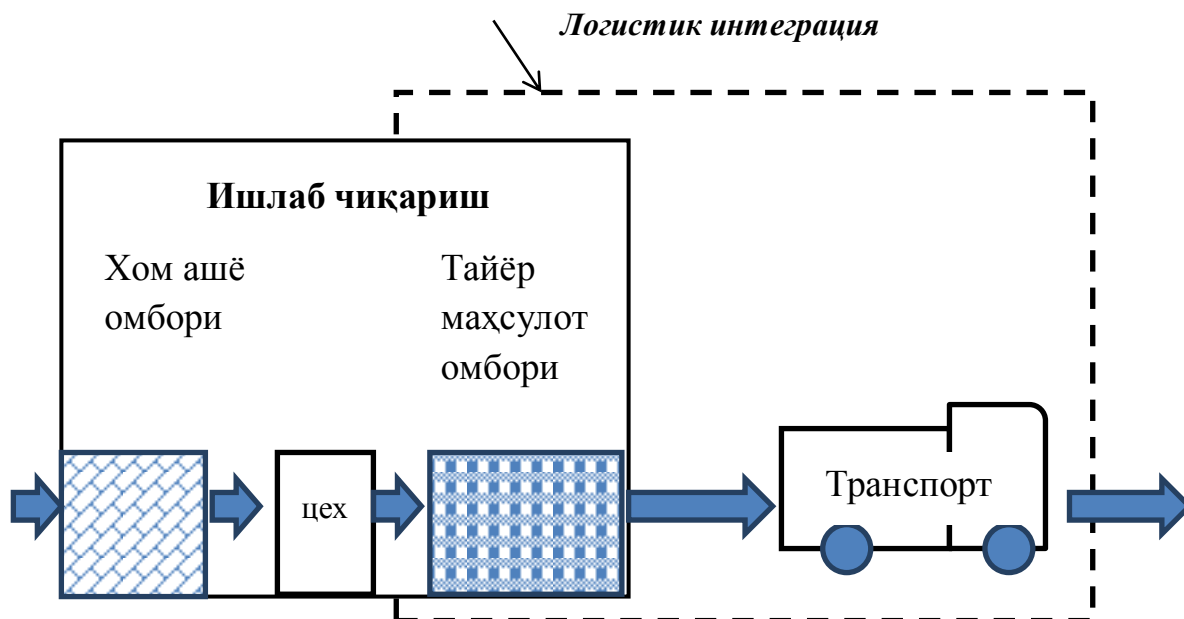 Логистик интеграция
Ишлаб чиқариш
Хом ашё
омбори
Тайёр
маҳсулот
омбори
цех
Транспорт